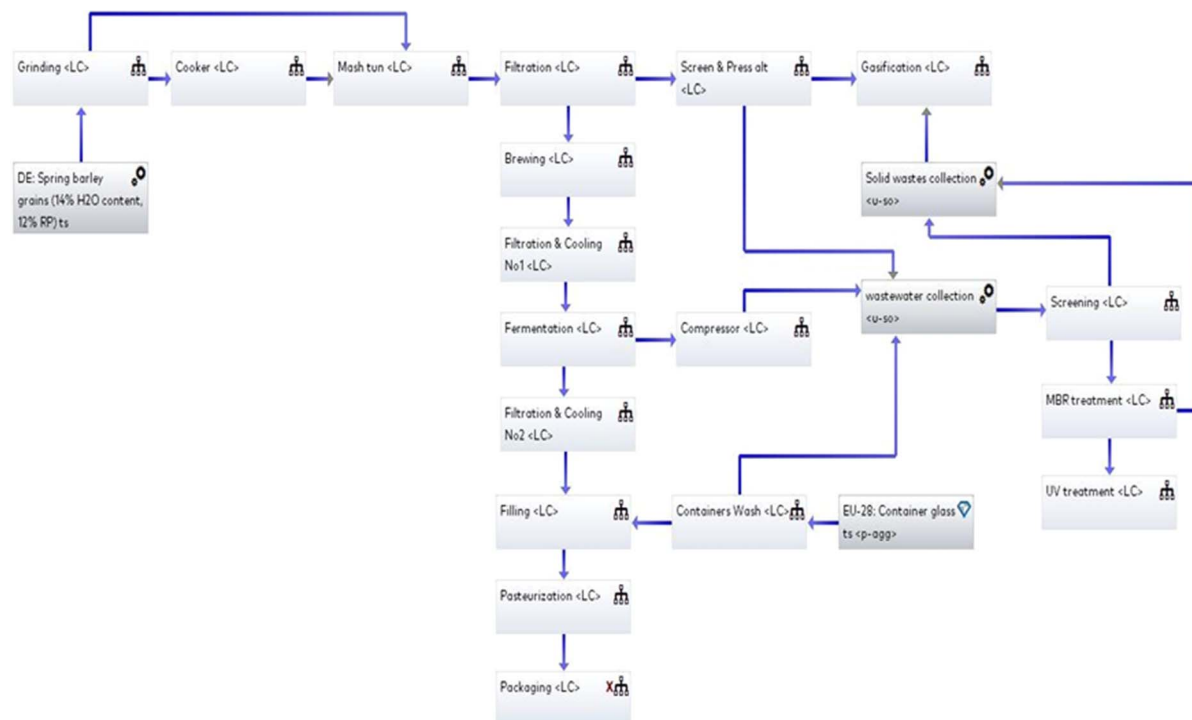 Grinding <LC>
Cooker <LC>
Mash tun <LC>
Filtration <LC>
Screen & Press alt
<LC>
Gasification <LC>
DE: Spring barley
grains (14% H2O content,
12% RP) ts
Brewing <LC>
Solid wastes collection
<u-so>
Filtration & Cooling
No1 <LC>
wastewater collection
<u-so>
Screening <LC>
Fermentation <LC>
Compressor <LC>
Filtration & Cooling
No2 <LC>
MBR treatment <LC>
Filling <LC>
Containers Wash <LC>
EU-28: Container glass
ts <p-agg>
UV treatment <LC>
Pasteurization <LC>
Packaging <LC>
X